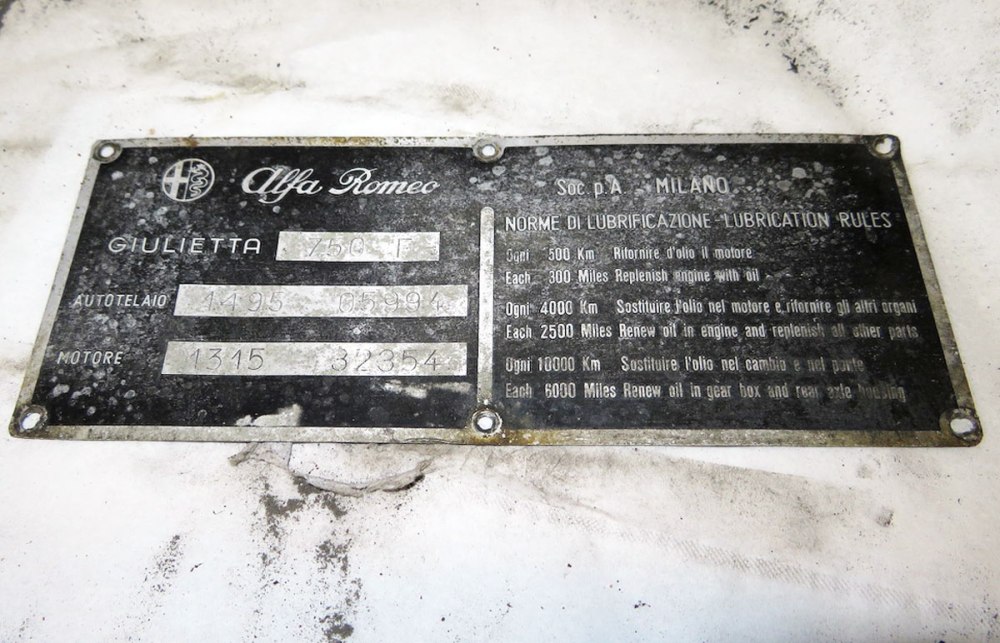 Alfa Romeo
GIULIETTA 750 F
AUTOTELAIO 1495 05994
MOTORE 1315 32354
Soc. p. A - MILANO
NORME DI LUBRIFICAZIONE - LUBRICATION RULES
Ogni 500 Km Rifornire d'olio il motore
Each 300 Miles Replenish engine with oil
Ogni 4000 Km Sostituire l'olio nel motore e rifornire gli altri organi
Each 2500 Miles Renew oil in engine and replenish all other parts
Ogni 10000 Km Sostituire l'olio nel cambio e nel ponte
Each 6000 Miles Renew oil in gear box and rear axle housing